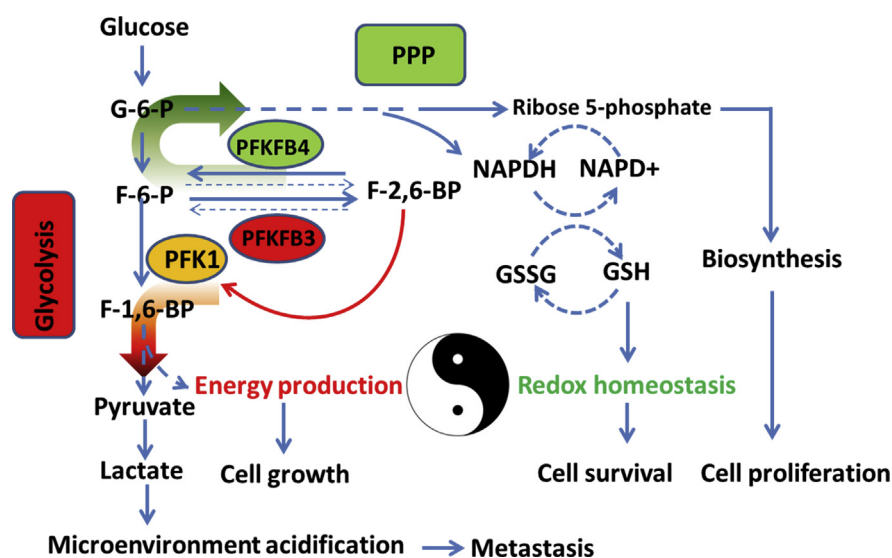 Glucose
PPP
G-6-P
Ribose 5-phosphate
PFKFB4
NAPDH
NAPD+
F-6-P
F-2,6-BP
PFKFB3
Glycolysis
PFK1
Biosynthesis
GSSG
GSH
F-1,6-BP
Energy production
Redox homeostasis
Pyruvate
Lactate
Cell growth
Cell survival
Cell proliferation
Microenvironment acidification
Metastasis